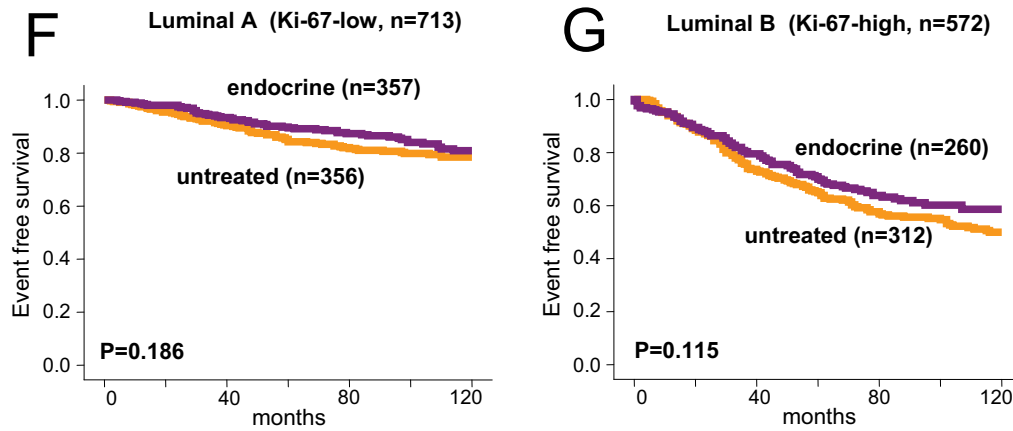 F
Luminal A (Ki-67-low, n=713)
Event free survival
1.0
0.8
0.6
0.4
0.2
0.0
endocrine (n=357)
untreated (n=356)
P=0.186
0 40 80 120
months
G
Luminal B (Ki-67-high, n=572)
Event free survival
1.0
0.8
0.6
0.4
0.2
0.0
endocrine (n=260)
untreated (n=312)
P=0.115
0 40 80 120
months